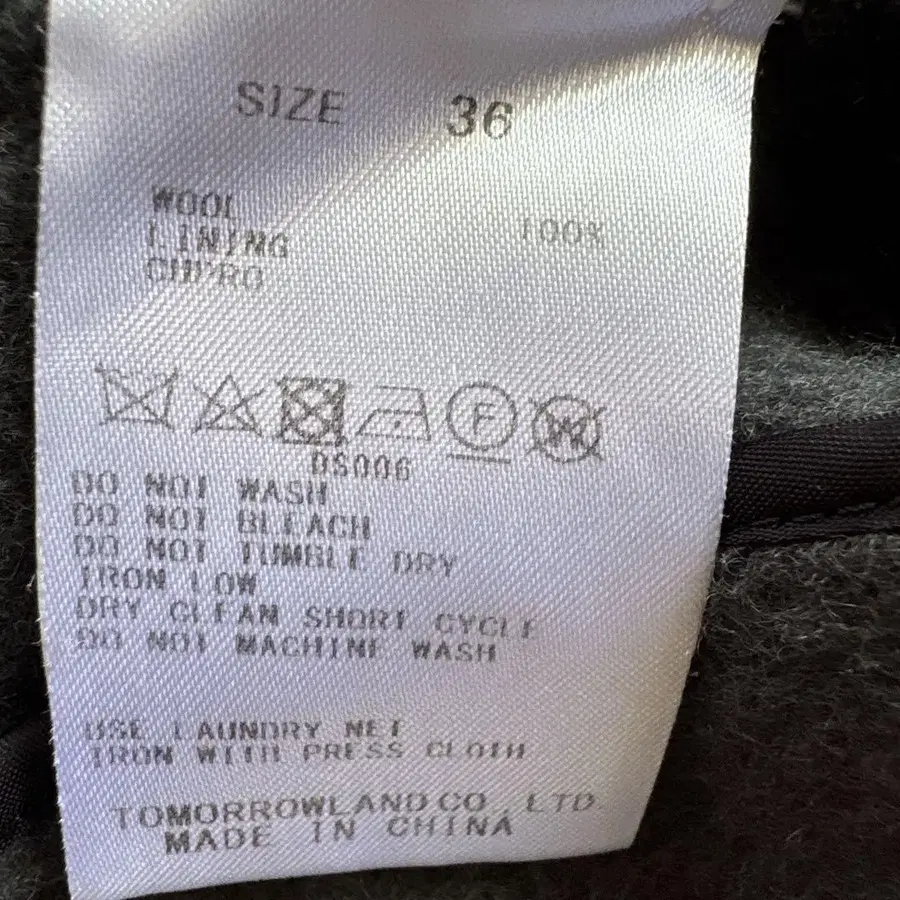 SIZE 36
WOOL 100%
LINING
CUPRO
F
W
DS006
DO NOT WASH
DO NOT BLEACH
DO NOT TUMBLE DRY
IRON LOW
DRY CLEAN SHORT CYCLE
DO NOT MACHINE WASH
USE LAUNDRY NET
IRON WITH PRESS CLOTH
TOMORROWLAND CO., LTD.
MADE IN CHINA